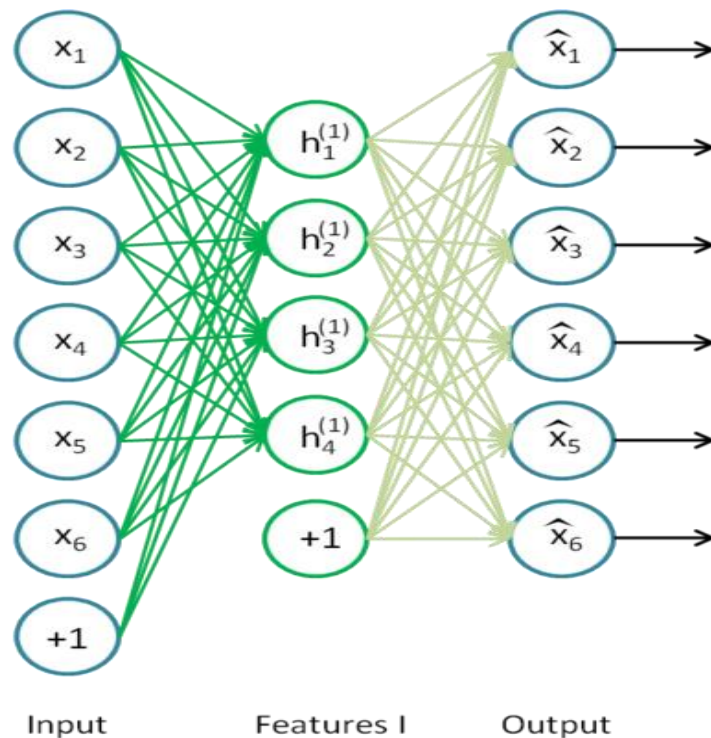 x₁
x₂
x₃
x₄
x₅
x₆
+1
Input
h₁⁽¹⁾
h₂⁽¹⁾
h₃⁽¹⁾
h₄⁽¹⁾
+1
Features I
x̂₁
x̂₂
x̂₃
x̂₄
x̂₅
x̂₆
Output